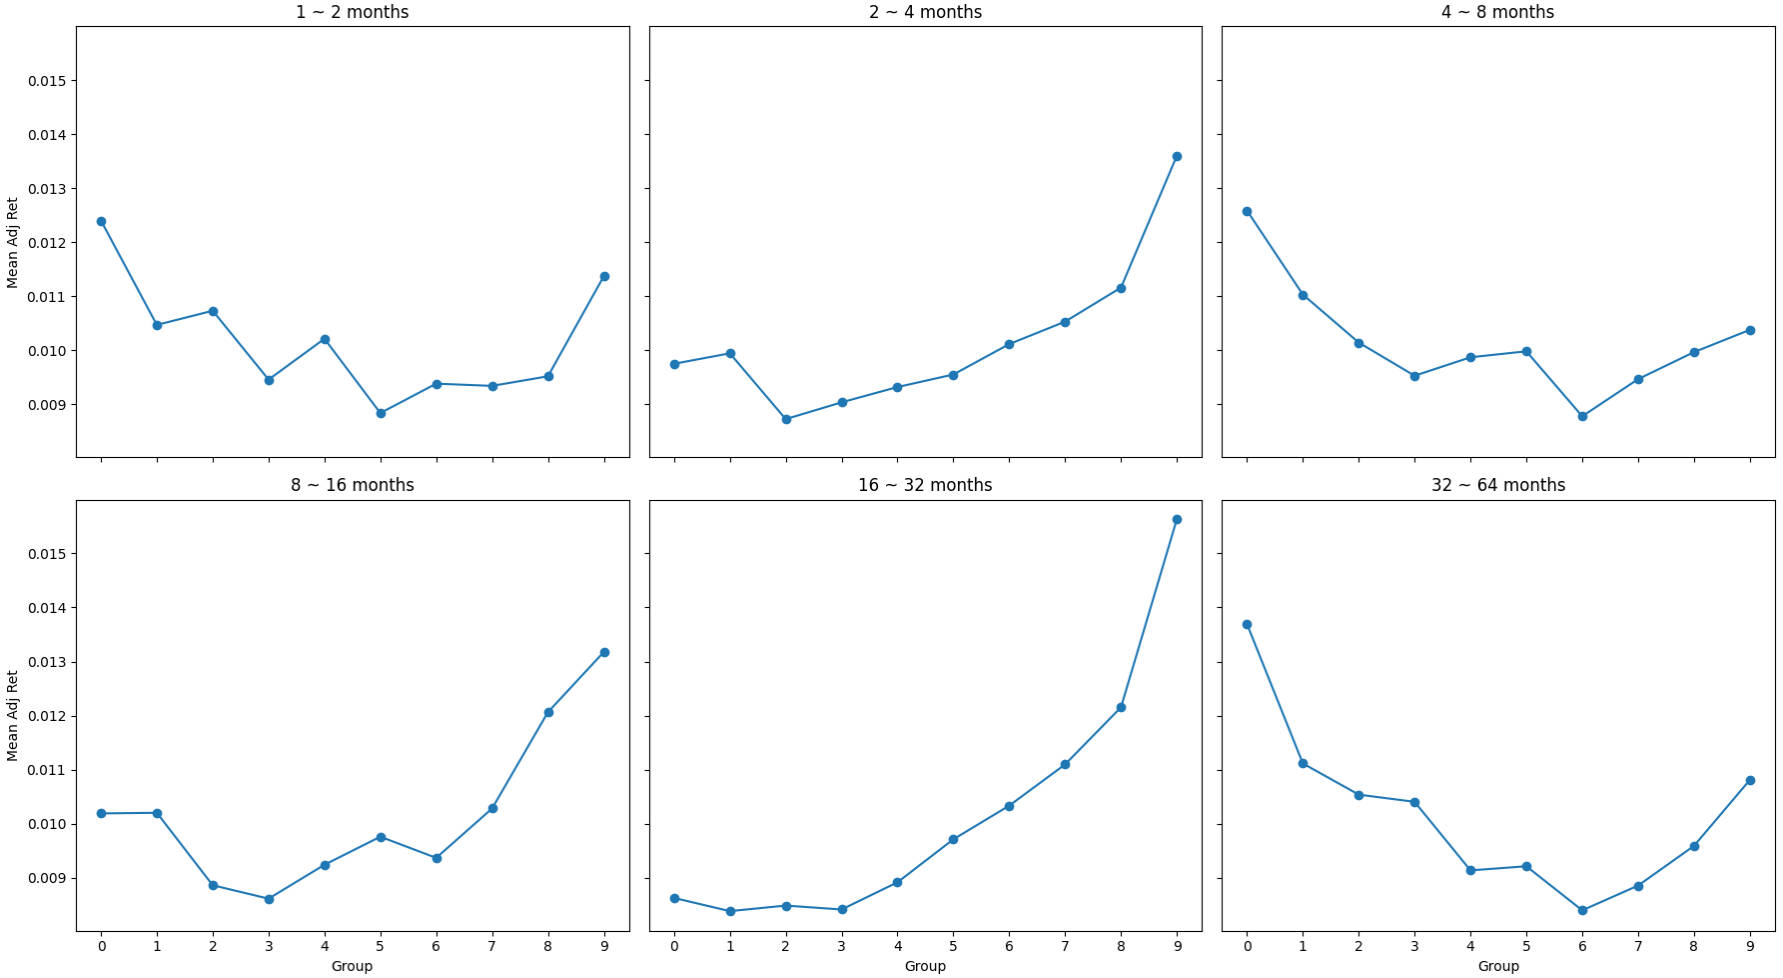 1 ~ 2 months
2 ~ 4 months
4 ~ 8 months
Mean Adj Ret
0.015
0.014
0.013
0.012
0.011
0.010
0.009
8 ~ 16 months
16 ~ 32 months
32 ~ 64 months
Mean Adj Ret
0.015
0.014
0.013
0.012
0.011
0.010
0.009
0 1 2 3 4 5 6 7 8 9
0 1 2 3 4 5 6 7 8 9
0 1 2 3 4 5 6 7 8 9
Group
Group
Group